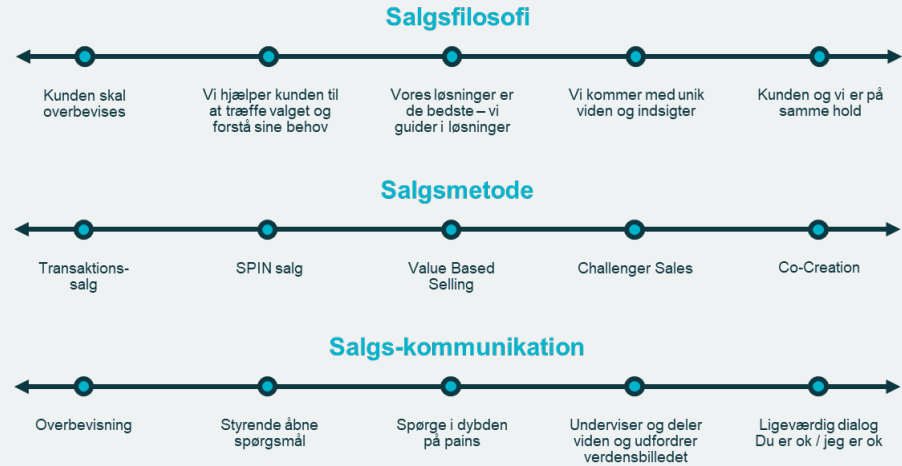 Salgsfilosofi
Kunden skal
overbevises
Vi hjælper kunden til
at træffe valget og
forstå sine behov
Vores løsninger er
de bedste – vi
guider i løsninger
Vi kommer med unik
viden og indsigter
Kunden og vi er på
samme hold
Salgsmetode
Transaktions-
salg
SPIN salg
Value Based
Selling
Challenger Sales
Co-Creation
Salgs-kommunikation
Overbevisning
Styrende åbne
spørgsmål
Spørge i dybden
på pains
Underviser og deler
viden og udfordrer
verdensbilledet
Ligeværdig dialog
Du er ok / jeg er ok